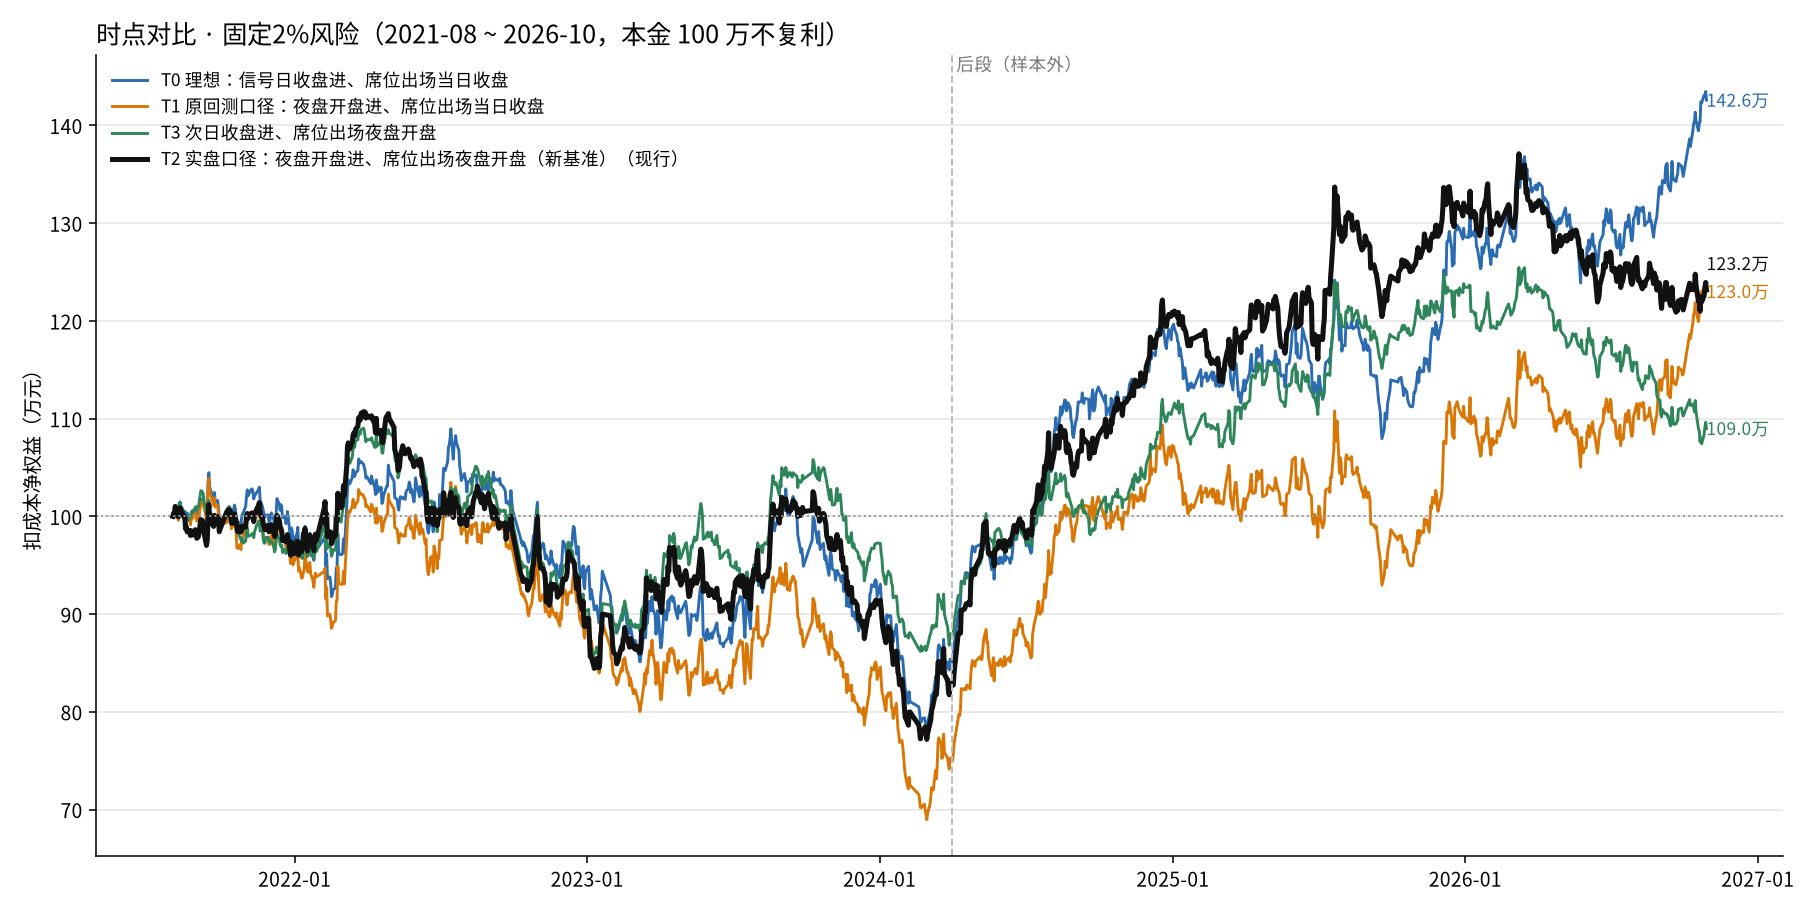 时点对比 · 固定2%风险（2021-08 ~ 2026-10，本金 100 万不复利）
后段（样本外）
T0 理想：信号日收盘进、席位出场当日收盘
T1 原回测口径：夜盘开盘进、席位出场当日收盘
T3 次日收盘进、席位出场夜盘开盘
T2 实盘口径：夜盘开盘进、席位出场夜盘开盘（新基准）（现行）
扣成本净权益（万元）
140
130
120
110
100
90
80
70
142.6万
123.2万
123.0万
109.0万
2022-01
2023-01
2024-01
2025-01
2026-01
2027-01